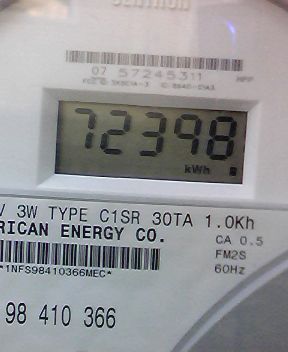 CENTRON
07 57245311
72398
kWh
V 3W TYPE C1SR 30TA 1.0Kh
RICAN ENERGY CO.
CA 0.5
FM2S
60Hz
*1NFS98410366MEC*
98 410 366